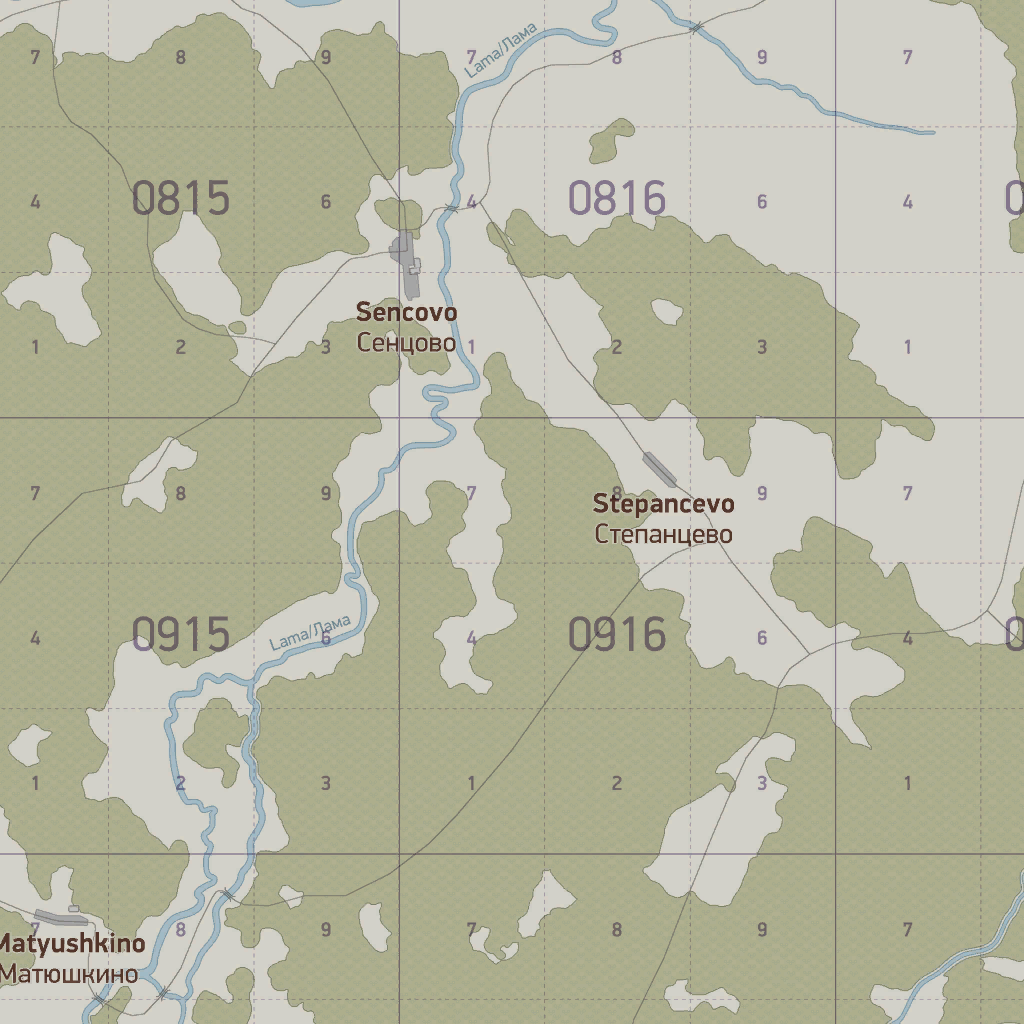 Lama/Лама
7 8 9 7 8 9 7
0815 0816
4 6 4 6 4
Sencovo
Сенцово
1 2 3 1 2 3 1
7 8 9 7 8 9 7
Stepancevo
Степанцево
0915 0916
4 Lama/Лама 6 4 6 4
1 2 3 1 2 3 1
7 8 9 7 8 9 7
Matyushkino
Матюшкино